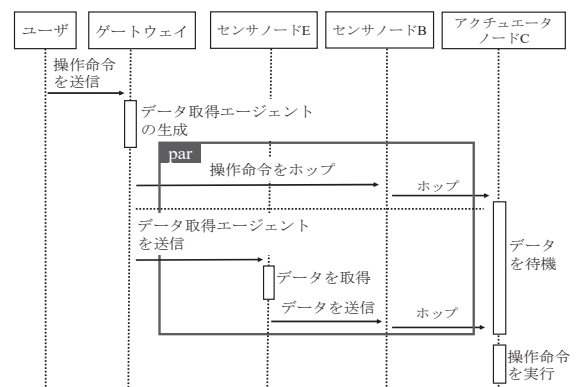 ユーザ
ゲートウェイ
センサノードE
センサノードB
アクチュエータ
ノードC
操作命令
を送信
データ取得エージェント
の生成
par
操作命令をホップ
ホップ
データ取得エージェント
を送信
データ
を待機
データを取得
データを送信
ホップ
操作命令
を実行